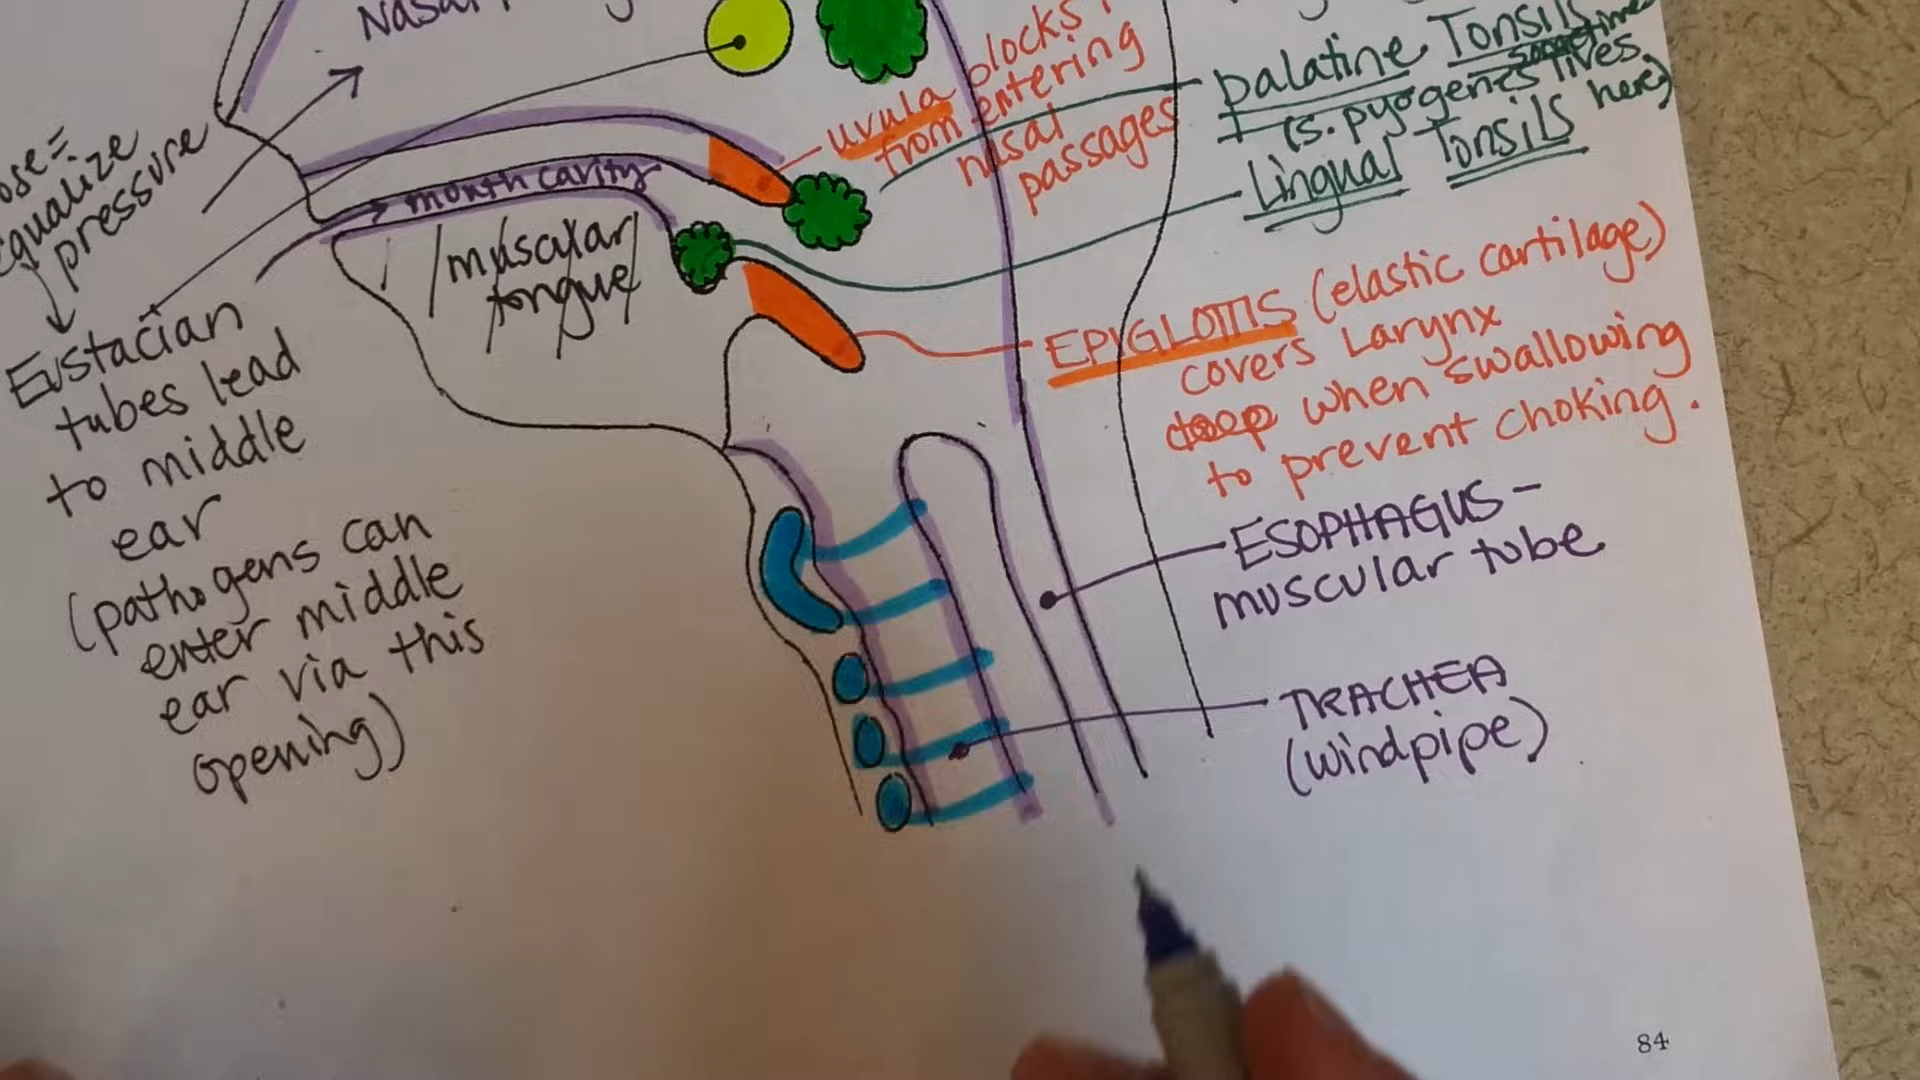 Nasal
ose =
equalize
pressure
Eustacian
tubes lead
to middle
ear
(pathogens can
enter middle
ear via this
opening)
mouth cavity
muscular
tongue
uvula blocks
from entering
nasal
passages
palatine Tonsils
(s. pyogenes sometimes lives
here)
Lingual Tonsils
EPIGLOTTIS (elastic cartilage)
covers Larynx
when swallowing
to prevent choking.
ESOPHAGUS -
muscular tube
TRACHEA
(windpipe)
84